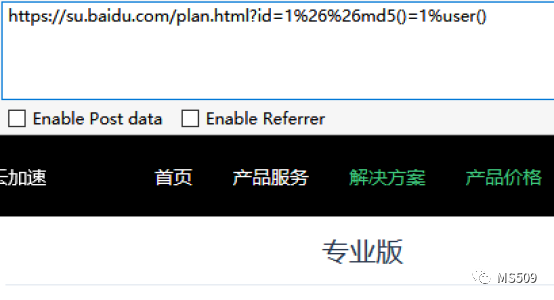 https://su.baidu.com/plan.html?id=1%26%26md5()=1%user()
Enable Post data Enable Referrer
云加速 首页 产品服务 解决方案 产品价格
专业版
MS509